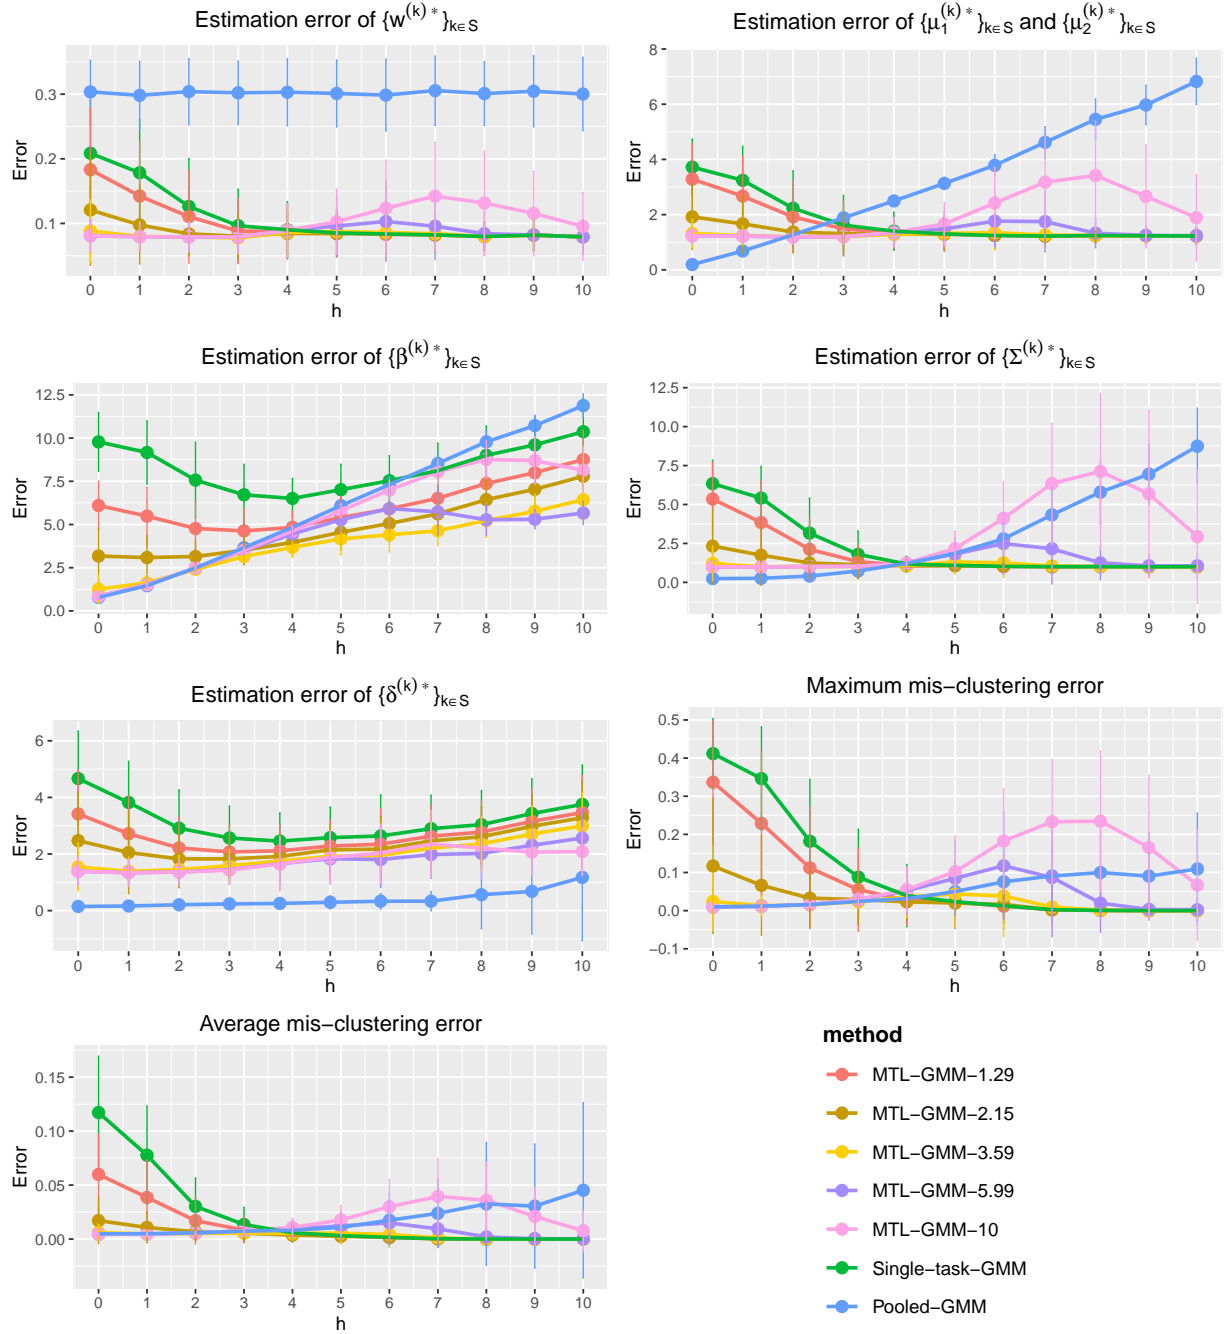 Estimation error of {w^(k)*}_k∈S
Error
0.3
0.2
0.1
0 1 2 3 4 5 6 7 8 9 10
h
Estimation error of {μ_1^(k)*}_k∈S and {μ_2^(k)*}_k∈S
Error
8
6
4
2
0
0 1 2 3 4 5 6 7 8 9 10
h
Estimation error of {β^(k)*}_k∈S
Error
12.5
10.0
7.5
5.0
2.5
0.0
0 1 2 3 4 5 6 7 8 9 10
h
Estimation error of {Σ^(k)*}_k∈S
Error
12.5
10.0
7.5
5.0
2.5
0.0
0 1 2 3 4 5 6 7 8 9 10
h
Estimation error of {δ^(k)*}_k∈S
Error
6
4
2
0
0 1 2 3 4 5 6 7 8 9 10
h
Maximum mis−clustering error
Error
0.5
0.4
0.3
0.2
0.1
0.0
−0.1
0 1 2 3 4 5 6 7 8 9 10
h
Average mis−clustering error
Error
0.15
0.10
0.05
0.00
0 1 2 3 4 5 6 7 8 9 10
h
method
MTL−GMM−1.29
MTL−GMM−2.15
MTL−GMM−3.59
MTL−GMM−5.99
MTL−GMM−10
Single−task−GMM
Pooled−GMM